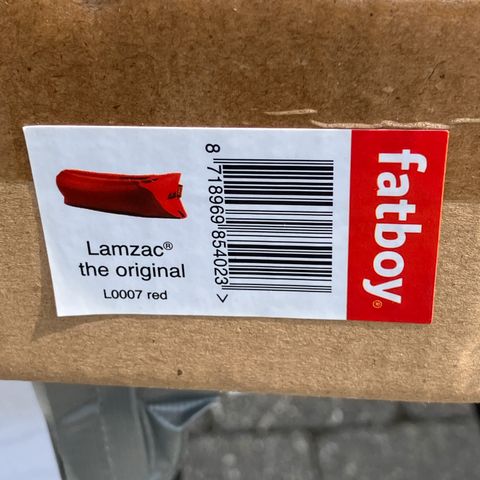 Lamzac®
the original
L0007 red
8 718969 854023 >
fatboy®